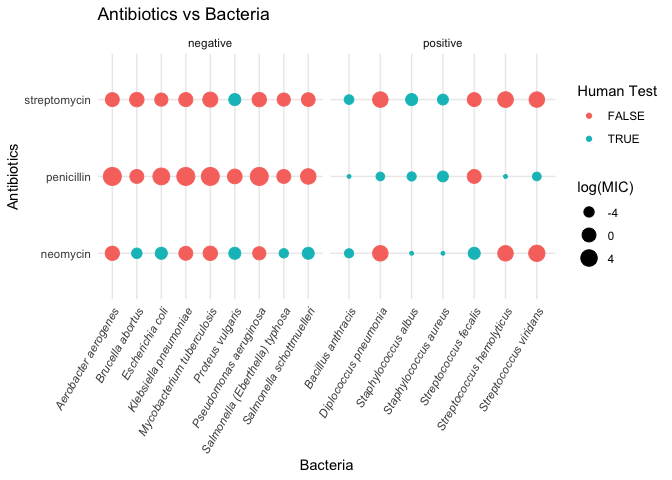 Antibiotics vs Bacteria
negative
positive
streptomycin
penicillin
neomycin
Antibiotics
Aerobacter aerogenes
Brucella abortus
Escherichia coli
Klebsiella pneumoniae
Mycobacterium tuberculosis
Proteus vulgaris
Pseudomonas aeruginosa
Salmonella (Eberthella) typhosa
Salmonella schottmuelleri
Bacillus anthracis
Diplococcus pneumonia
Staphylococcus albus
Staphylococcus aureus
Streptococcus fecalis
Streptococcus hemolyticus
Streptococcus viridans
Bacteria
Human Test
FALSE
TRUE
log(MIC)
-4
0
4